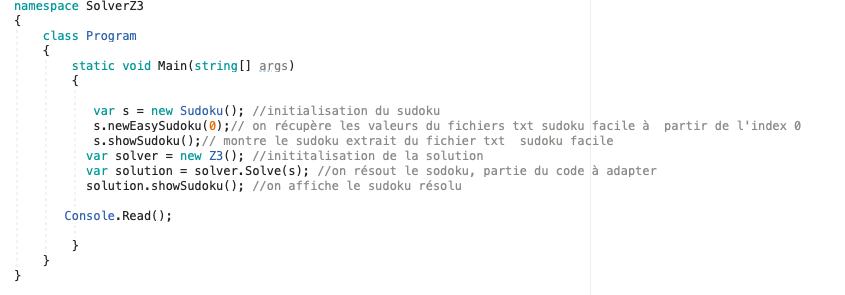 namespace SolverZ3
{
class Program
{
static void Main(string[] args)
{
var s = new Sudoku(); //initialisation du sudoku
s.newEasySudoku(0);// on récupère les valeurs du fichiers txt sudoku facile à  partir de l'index 0
s.showSudoku();// montre le sudoku extrait du fichier txt  sudoku facile
var solver = new Z3(); //inititalisation de la solution
var solution = solver.Solve(s); //on résout le sodoku, partie du code à adapter
solution.showSudoku(); //on affiche le sudoku résolu
Console.Read();
}
}
}